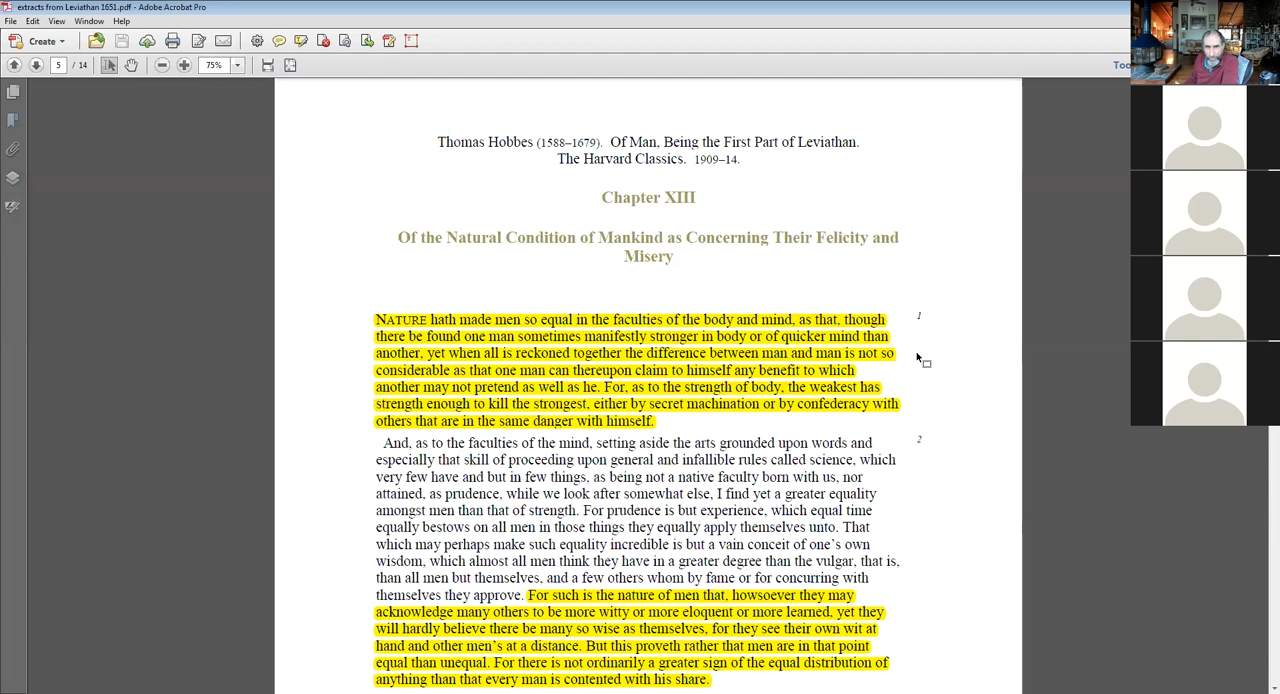 extracts from Leviathan 1651.pdf - Adobe Acrobat Pro
File Edit View Window Help
Create
5 / 14 75%
Too
Thomas Hobbes (1588–1679). Of Man, Being the First Part of Leviathan.
The Harvard Classics. 1909–14.
Chapter XIII
Of the Natural Condition of Mankind as Concerning Their Felicity and
Misery
NATURE hath made men so equal in the faculties of the body and mind, as that, though 1
there be found one man sometimes manifestly stronger in body or of quicker mind than
another, yet when all is reckoned together the difference between man and man is not so
considerable as that one man can thereupon claim to himself any benefit to which
another may not pretend as well as he. For, as to the strength of body, the weakest has
strength enough to kill the strongest, either by secret machination or by confederacy with
others that are in the same danger with himself.
And, as to the faculties of the mind, setting aside the arts grounded upon words and 2
especially that skill of proceeding upon general and infallible rules called science, which
very few have and but in few things, as being not a native faculty born with us, nor
attained, as prudence, while we look after somewhat else, I find yet a greater equality
amongst men than that of strength. For prudence is but experience, which equal time
equally bestows on all men in those things they equally apply themselves unto. That
which may perhaps make such equality incredible is but a vain conceit of one's own
wisdom, which almost all men think they have in a greater degree than the vulgar, that is,
than all men but themselves, and a few others whom by fame or for concurring with
themselves they approve. For such is the nature of men that, howsoever they may
acknowledge many others to be more witty or more eloquent or more learned, yet they
will hardly believe there be many so wise as themselves, for they see their own wit at
hand and other men's at a distance. But this proveth rather that men are in that point
equal than unequal. For there is not ordinarily a greater sign of the equal distribution of
anything than that every man is contented with his share.